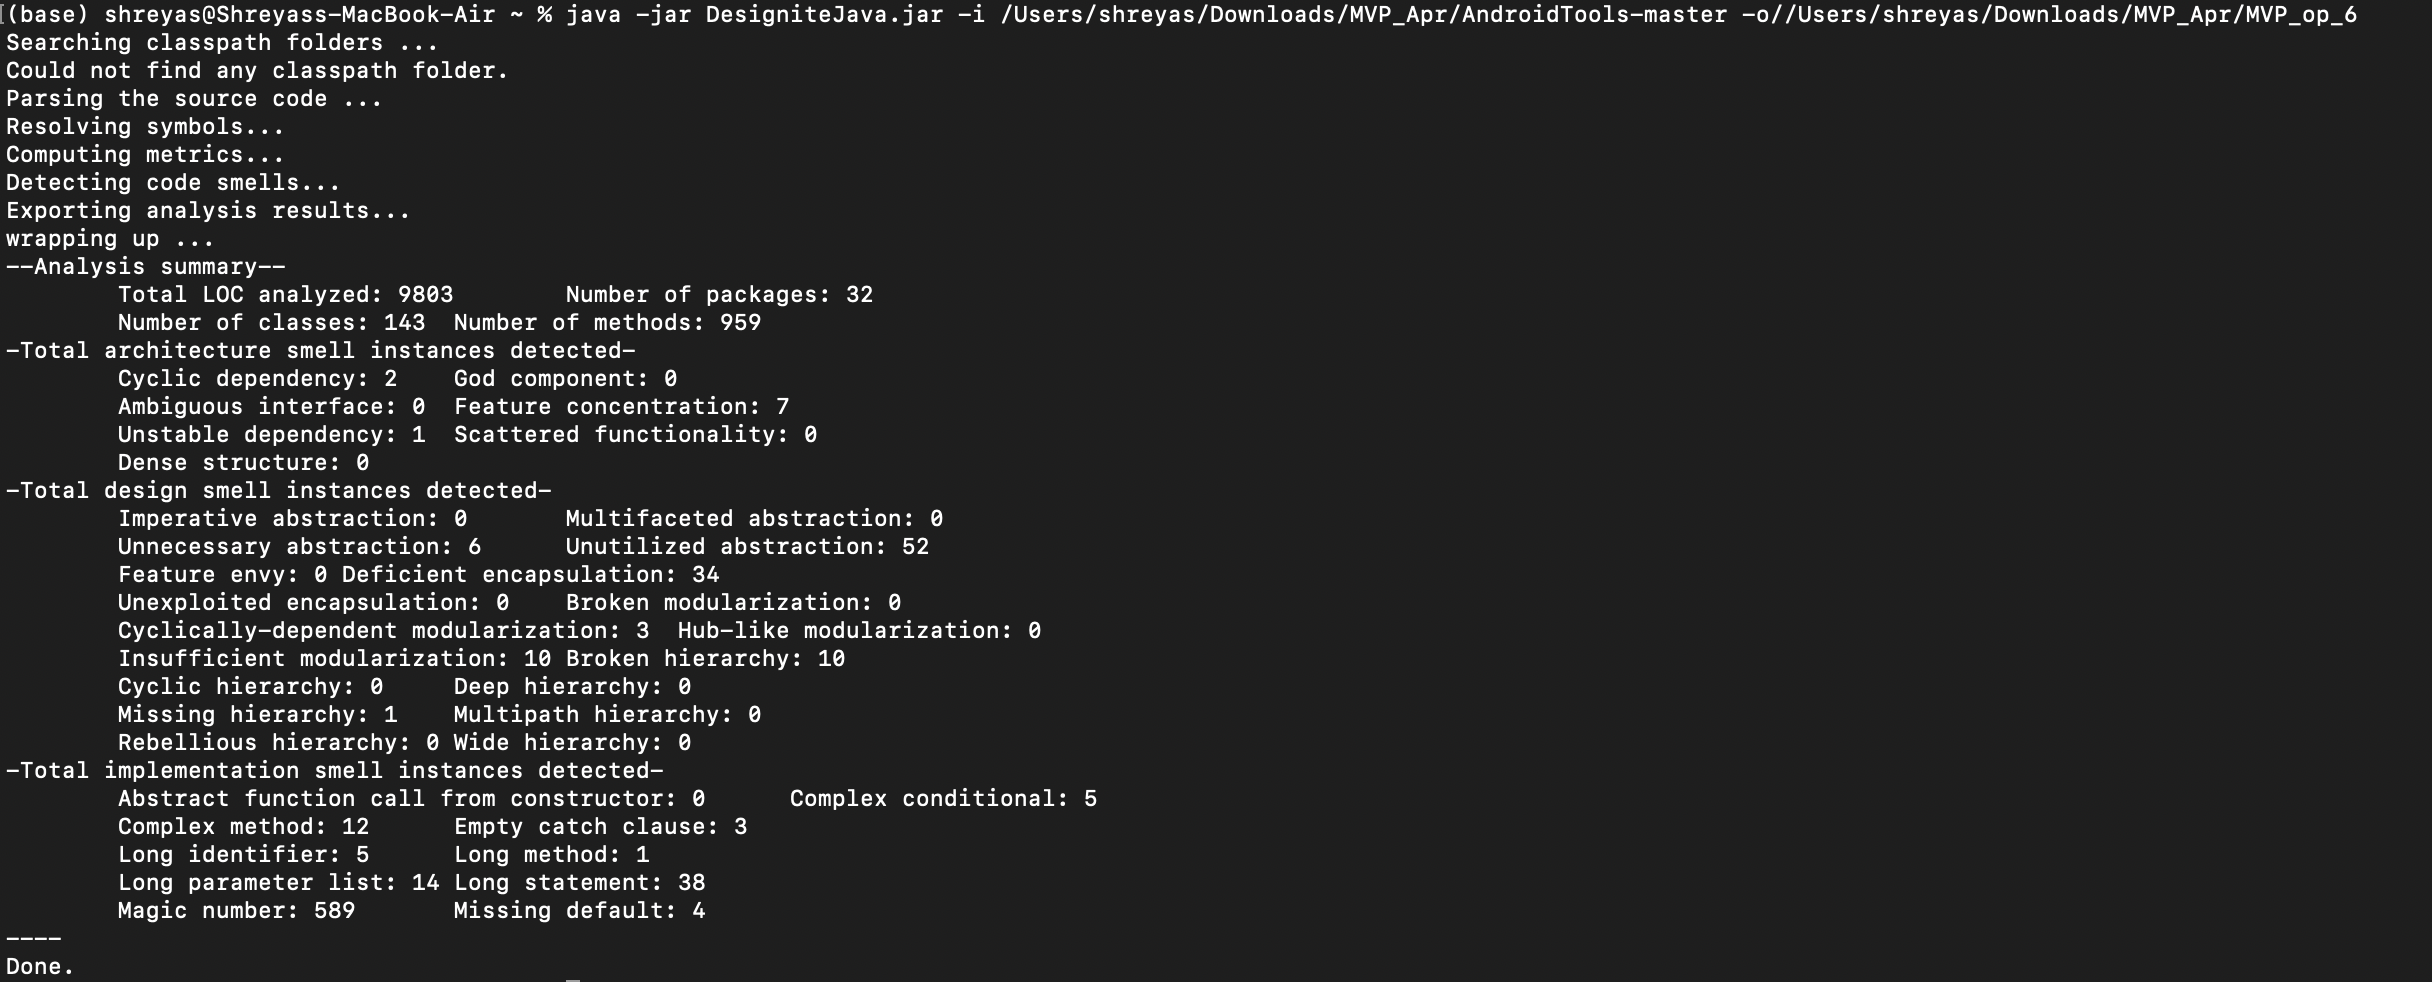 (base) shreyas@Shreyass-MacBook-Air ~ % java -jar DesigniteJava.jar -i /Users/shreyas/Downloads/MVP_Apr/AndroidTools-master -o//Users/shreyas/Downloads/MVP_Apr/MVP_op_6
Searching classpath folders ...
Could not find any classpath folder.
Parsing the source code ...
Resolving symbols...
Computing metrics...
Detecting code smells...
Exporting analysis results...
wrapping up ...
--Analysis summary--
Total LOC analyzed: 9803 Number of packages: 32
Number of classes: 143 Number of methods: 959
-Total architecture smell instances detected-
Cyclic dependency: 2 God component: 0
Ambiguous interface: 0 Feature concentration: 7
Unstable dependency: 1 Scattered functionality: 0
Dense structure: 0
-Total design smell instances detected-
Imperative abstraction: 0 Multifaceted abstraction: 0
Unnecessary abstraction: 6 Unutilized abstraction: 52
Feature envy: 0 Deficient encapsulation: 34
Unexploited encapsulation: 0 Broken modularization: 0
Cyclically-dependent modularization: 3 Hub-like modularization: 0
Insufficient modularization: 10 Broken hierarchy: 10
Cyclic hierarchy: 0 Deep hierarchy: 0
Missing hierarchy: 1 Multipath hierarchy: 0
Rebellious hierarchy: 0 Wide hierarchy: 0
-Total implementation smell instances detected-
Abstract function call from constructor: 0 Complex conditional: 5
Complex method: 12 Empty catch clause: 3
Long identifier: 5 Long method: 1
Long parameter list: 14 Long statement: 38
Magic number: 589 Missing default: 4
----
Done.